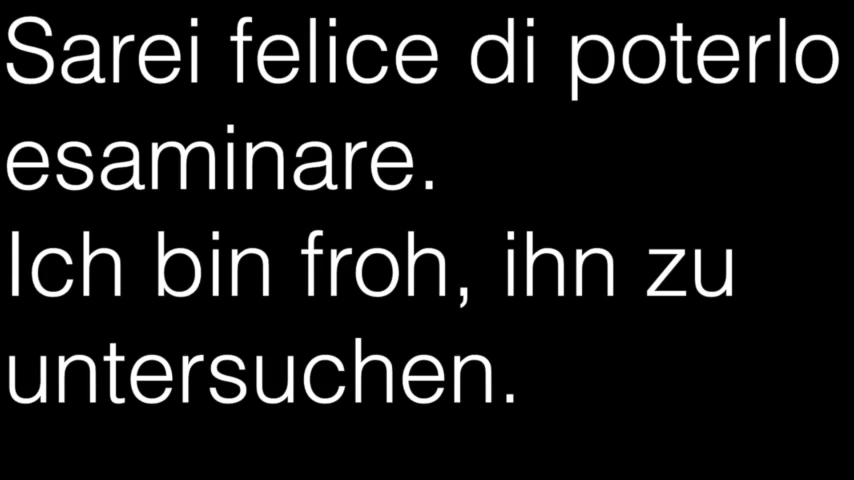 Sarei felice di poterlo
esaminare.
Ich bin froh, ihn zu
untersuchen.